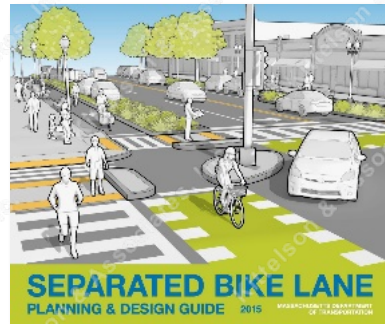 SEPARATED BIKE LANE
PLANNING & DESIGN GUIDE 2015 MASSACHUSETTS DEPARTMENT
OF TRANSPORTATION